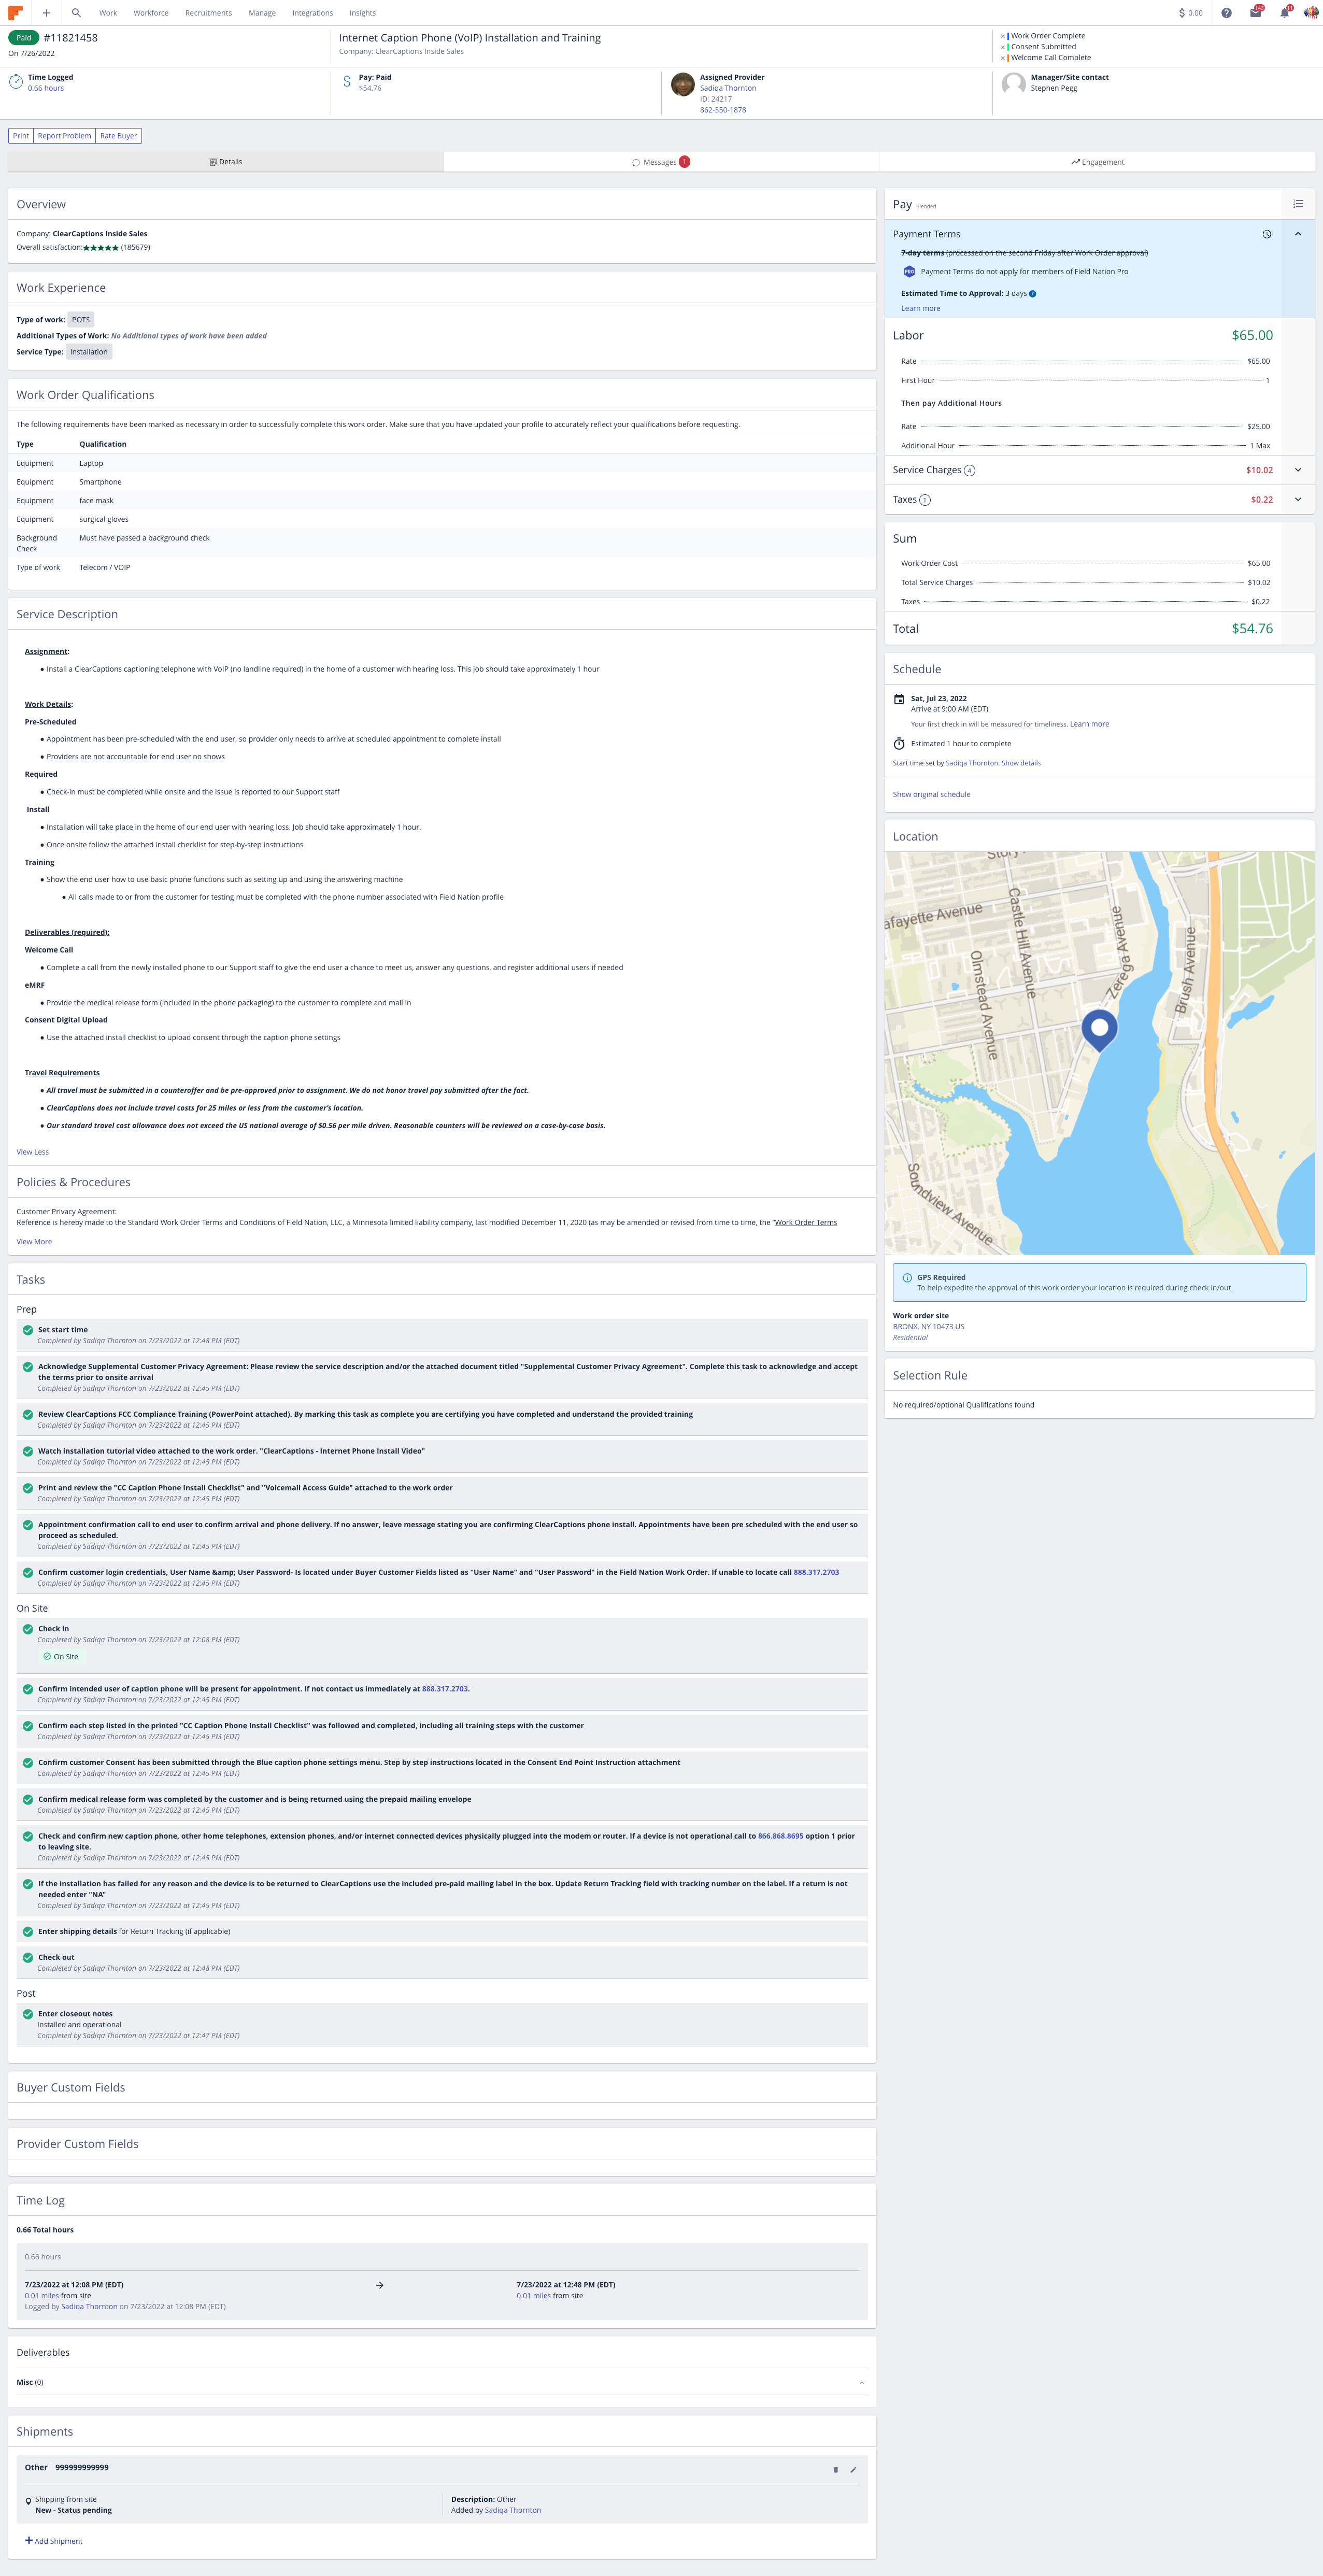 Work
Workforce
Recruitments
Manage
Integrations
Insights
0.00
Paid
#11821458
On 7/26/2022
Internet Caption Phone (VoIP) Installation and Training
Company: ClearCaptions Inside Sales
Work Order Complete
Consent Submitted
Welcome Call Complete
Time Logged
0.66 hours
Pay: Paid
$54.76
Assigned Provider
Sadiqa Thornton
ID: 24217
862-350-1878
Manager/Site contact
Stephen Pegg
Print
Report Problem
Rate Buyer
Details
Messages 1
Engagement
Overview
Company: ClearCaptions Inside Sales
Overall satisfaction:★★★★★ (185679)
Work Experience
Type of work: POTS
Additional Types of Work: No Additional types of work have been added
Service Type: Installation
Work Order Qualifications
The following requirements have been marked as necessary in order to successfully complete this work order. Make sure that you have updated your profile to accurately reflect your qualifications before requesting.
Type Qualification
Equipment Laptop
Equipment Smartphone
Equipment face mask
Equipment surgical gloves
Background Must have passed a background check
Check
Type of work Telecom / VOIP
Service Description
Assignment:
• Install a ClearCaptions captioning telephone with VoIP (no landline required) in the home of a customer with hearing loss. This job should take approximately 1 hour
Work Details:
Pre-Scheduled
• Appointment has been pre-scheduled with the end user, so provider only needs to arrive at scheduled appointment to complete install
• Providers are not accountable for end user no shows
Required
• Check-in must be completed while onsite and the issue is reported to our Support staff
Install
• Installation will take place in the home of our end user with hearing loss. Job should take approximately 1 hour.
• Once onsite follow the attached install checklist for step-by-step instructions
Training
• Show the end user how to use basic phone functions such as setting up and using the answering machine
• All calls made to or from the customer for testing must be completed with the phone number associated with Field Nation profile
Deliverables (required):
Welcome Call
• Complete a call from the newly installed phone to our Support staff to give the end user a chance to meet us, answer any questions, and register additional users if needed
eMRF
• Provide the medical release form (included in the phone packaging) to the customer to complete and mail in
Consent Digital Upload
• Use the attached install checklist to upload consent through the caption phone settings
Travel Requirements
• All travel must be submitted in a counteroffer and be pre-approved prior to assignment. We do not honor travel pay submitted after the fact.
• ClearCaptions does not include travel costs for 25 miles or less from the customer's location.
• Our standard travel cost allowance does not exceed the US national average of $0.56 per mile driven. Reasonable counters will be reviewed on a case-by-case basis.
View Less
Policies & Procedures
Customer Privacy Agreement:
Reference is hereby made to the Standard Work Order Terms and Conditions of Field Nation, LLC, a Minnesota limited liability company, last modified December 11, 2020 (as may be amended or revised from time to time, the "Work Order Terms
View More
Tasks
Prep
Set start time
Completed by Sadiqa Thornton on 7/23/2022 at 12:48 PM (EDT)
Acknowledge Supplemental Customer Privacy Agreement: Please review the service description and/or the attached document titled "Supplemental Customer Privacy Agreement". Complete this task to acknowledge and accept
the terms prior to onsite arrival
Completed by Sadiqa Thornton on 7/23/2022 at 12:45 PM (EDT)
Review ClearCaptions FCC Compliance Training (PowerPoint attached). By marking this task as complete you are certifying you have completed and understand the provided training
Completed by Sadiqa Thornton on 7/23/2022 at 12:45 PM (EDT)
Watch installation tutorial video attached to the work order. "ClearCaptions - Internet Phone Install Video"
Completed by Sadiqa Thornton on 7/23/2022 at 12:45 PM (EDT)
Print and review the "CC Caption Phone Install Checklist" and "Voicemail Access Guide" attached to the work order
Completed by Sadiqa Thornton on 7/23/2022 at 12:45 PM (EDT)
Appointment confirmation call to end user to confirm arrival and phone delivery. If no answer, leave message stating you are confirming ClearCaptions phone install. Appointments have been pre scheduled with the end user so
proceed as scheduled.
Completed by Sadiqa Thornton on 7/23/2022 at 12:45 PM (EDT)
Confirm customer login credentials, User Name &amp; User Password- Is located under Buyer Customer Fields listed as "User Name" and "User Password" in the Field Nation Work Order. If unable to locate call 888.317.2703
Completed by Sadiqa Thornton on 7/23/2022 at 12:45 PM (EDT)
On Site
Check in
Completed by Sadiqa Thornton on 7/23/2022 at 12:08 PM (EDT)
On Site
Confirm intended user of caption phone will be present for appointment. If not contact us immediately at 888.317.2703.
Completed by Sadiqa Thornton on 7/23/2022 at 12:45 PM (EDT)
Confirm each step listed in the printed "CC Caption Phone Install Checklist" was followed and completed, including all training steps with the customer
Completed by Sadiqa Thornton on 7/23/2022 at 12:45 PM (EDT)
Confirm customer Consent has been submitted through the Blue caption phone settings menu. Step by step instructions located in the Consent End Point Instruction attachment
Completed by Sadiqa Thornton on 7/23/2022 at 12:45 PM (EDT)
Confirm medical release form was completed by the customer and is being returned using the prepaid mailing envelope
Completed by Sadiqa Thornton on 7/23/2022 at 12:45 PM (EDT)
Check and confirm new caption phone, other home telephones, extension phones, and/or internet connected devices physically plugged into the modem or router. If a device is not operational call to 866.868.8695 option 1 prior
to leaving site.
Completed by Sadiqa Thornton on 7/23/2022 at 12:45 PM (EDT)
If the installation has failed for any reason and the device is to be returned to ClearCaptions use the included pre-paid mailing label in the box. Update Return Tracking field with tracking number on the label. If a return is not
needed enter "NA"
Completed by Sadiqa Thornton on 7/23/2022 at 12:45 PM (EDT)
Enter shipping details for Return Tracking (if applicable)
Check out
Completed by Sadiqa Thornton on 7/23/2022 at 12:48 PM (EDT)
Post
Enter closeout notes
Installed and operational
Completed by Sadiqa Thornton on 7/23/2022 at 12:47 PM (EDT)
Buyer Custom Fields
Provider Custom Fields
Time Log
0.66 Total hours
0.66 hours
7/23/2022 at 12:08 PM (EDT)
0.01 miles from site
Logged by Sadiqa Thornton on 7/23/2022 at 12:08 PM (EDT)
7/23/2022 at 12:48 PM (EDT)
0.01 miles from site
Deliverables
Misc (0)
Shipments
Other 999999999999
Shipping from site
New - Status pending
Description: Other
Added by Sadiqa Thornton
Add Shipment
Pay Blended
Payment Terms
7-day terms (processed on the second Friday after Work Order approval)
PRO Payment Terms do not apply for members of Field Nation Pro
Estimated Time to Approval: 3 days
Learn more
Labor $65.00
Rate $65.00
First Hour 1
Then pay Additional Hours
Rate $25.00
Additional Hour 1 Max
Service Charges 4 $10.02
Taxes 1 $0.22
Sum
Work Order Cost $65.00
Total Service Charges $10.02
Taxes $0.22
Total $54.76
Schedule
Sat, Jul 23, 2022
Arrive at 9:00 AM (EDT)
Your first check in will be measured for timeliness. Learn more
Estimated 1 hour to complete
Start time set by Sadiqa Thornton. Show details
Show original schedule
Location
afayette Avenue
Castle Hill Avenue
Olmstead Avenue
Zerega Avenue
Brush Avenue
Soundview Avenue
GPS Required
To help expedite the approval of this work order your location is required during check in/out.
Work order site
BRONX, NY 10473 US
Residential
Selection Rule
No required/optional Qualifications found